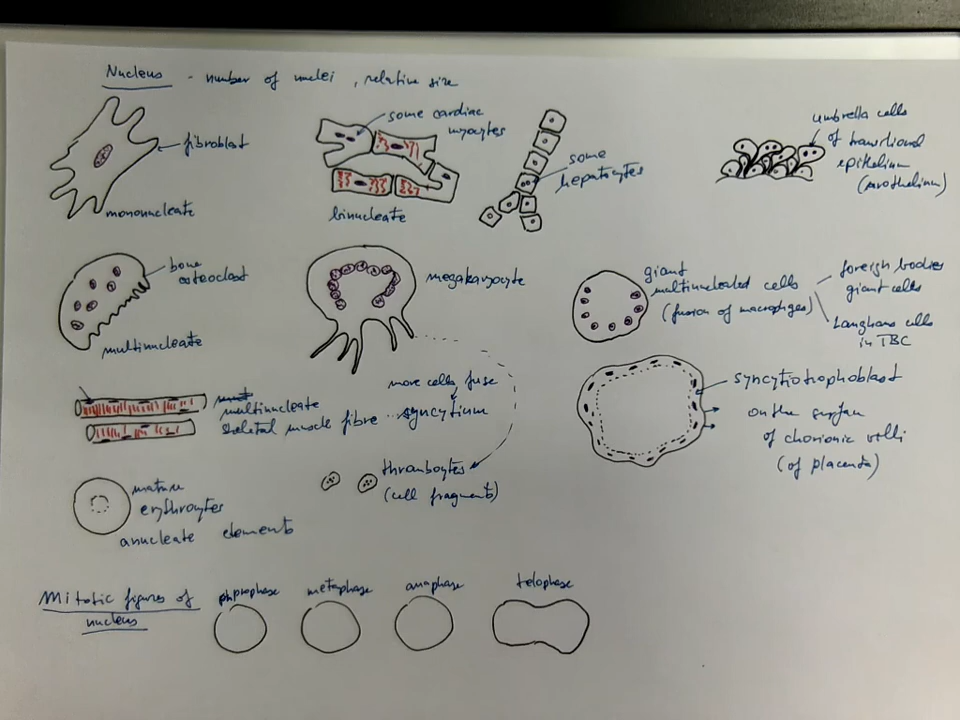 Nucleus - number of nuclei, relative size
fibroblast
mononucleate
some cardiac
myocytes
binucleate
some
hepatocytes
umbrella cells
of transitional
epithelium
(urothelium)
bone
osteoclast
multinucleate
megakaryocyte
giant
multinucleated cells
(fusion of macrophages)
foreign bodies
giant cells
Langhans cells
in TBC
multinucleate
skeletal muscle fibre
more cells fuse
syncytium
syncytiotrophoblast
on the surface
of chorionic villi
(of placenta)
mature
erythrocytes
anucleate elements
thrombocytes
(cell fragments)
Mitotic figures of
nucleus
prophase
metaphase
anaphase
telophase